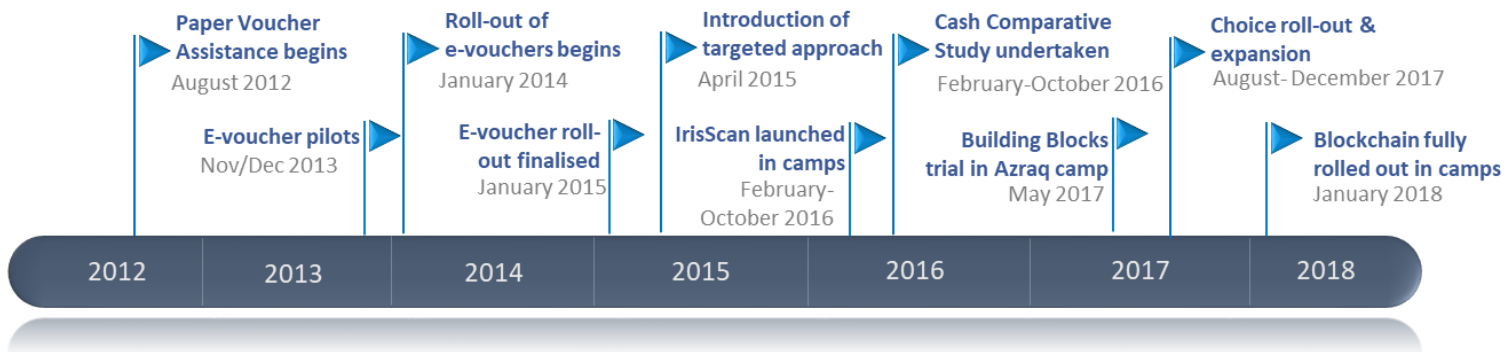 Paper Voucher
Assistance begins
August 2012
Roll-out of
e-vouchers begins
January 2014
Introduction of
targeted approach
April 2015
Cash Comparative
Study undertaken
February-October 2016
Choice roll-out &
expansion
August- December 2017
E-voucher pilots
Nov/Dec 2013
E-voucher roll-
out finalised
January 2015
IrisScan launched
in camps
February-
October 2016
Building Blocks
trial in Azraq camp
May 2017
Blockchain fully
rolled out in camps
January 2018
2012 2013 2014 2015 2016 2017 2018